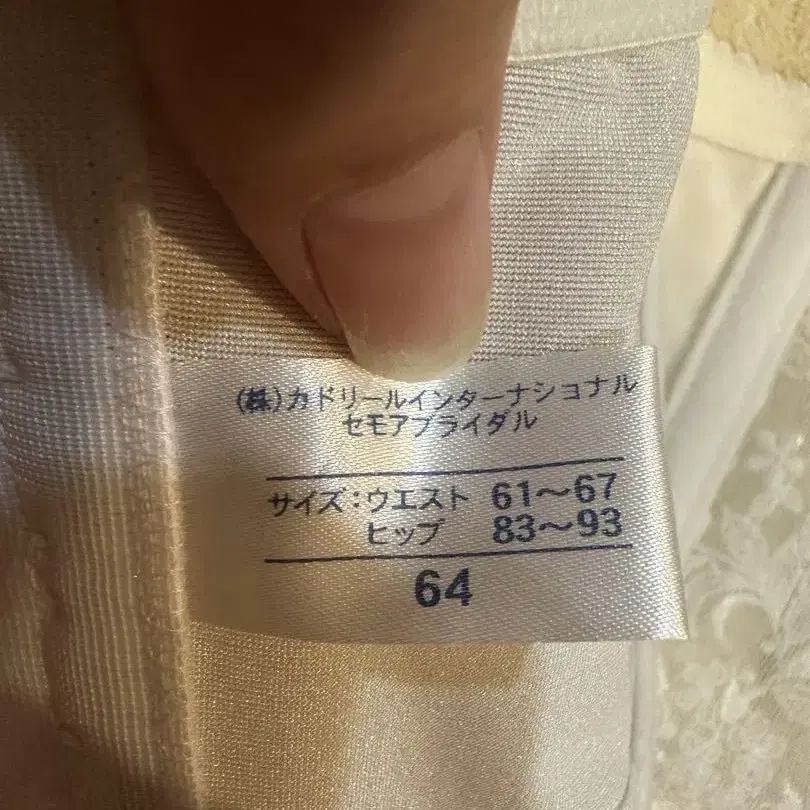 (株)カドリールインターナショナル
セモアブライダル
サイズ:ウエスト 61~67
ヒップ 83~93
64